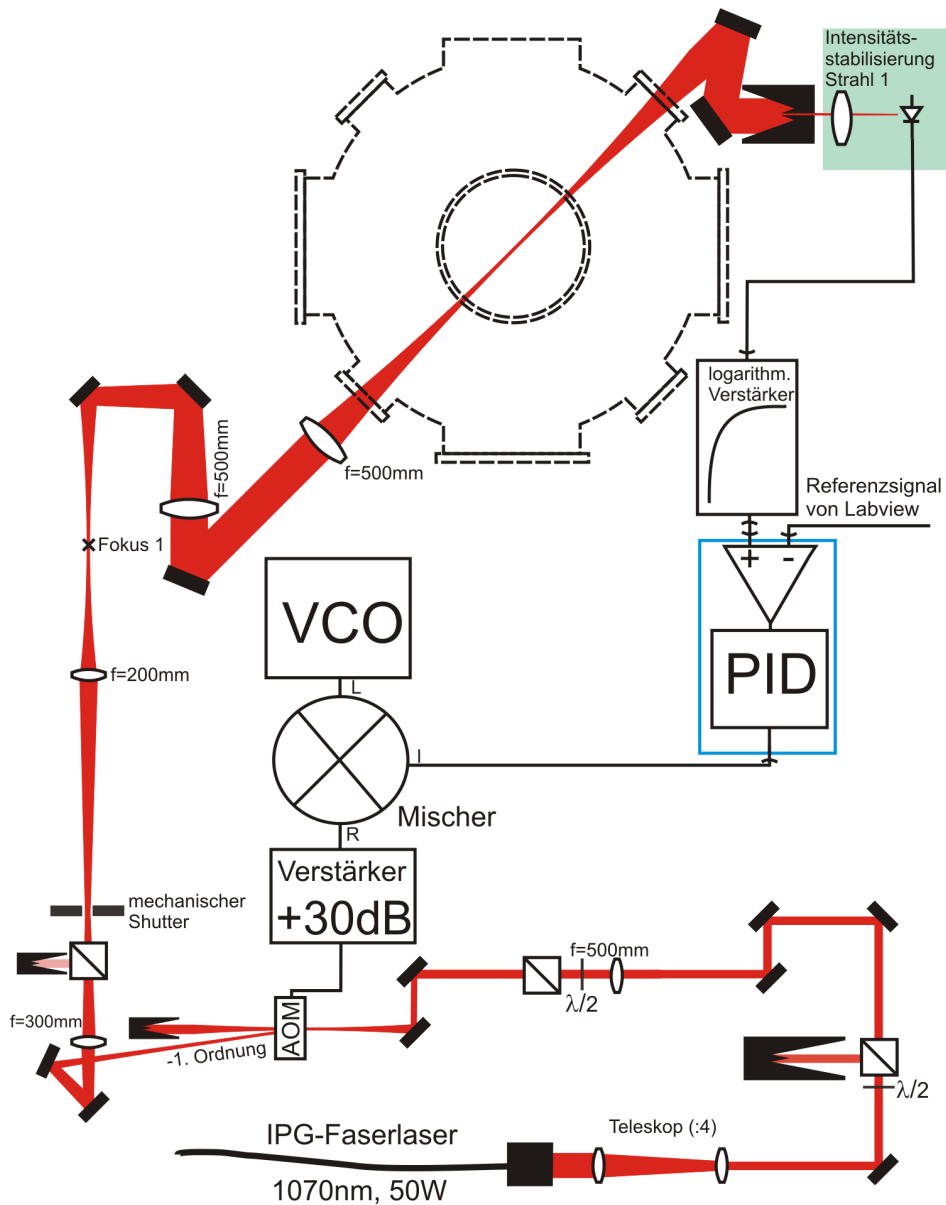 Intensitäts-
stabilisierung
Strahl 1
logarithm.
Verstärker
f=500mm
f=500mm
Referenzsignal
von Labview
Fokus 1
+ -
VCO
PID
f=200mm
L
I
Mischer
R
Verstärker
+30dB
mechanischer
Shutter
f=500mm
λ/2
f=300mm
AOM
-1. Ordnung
λ/2
Teleskop (:4)
IPG-Faserlaser
1070nm, 50W